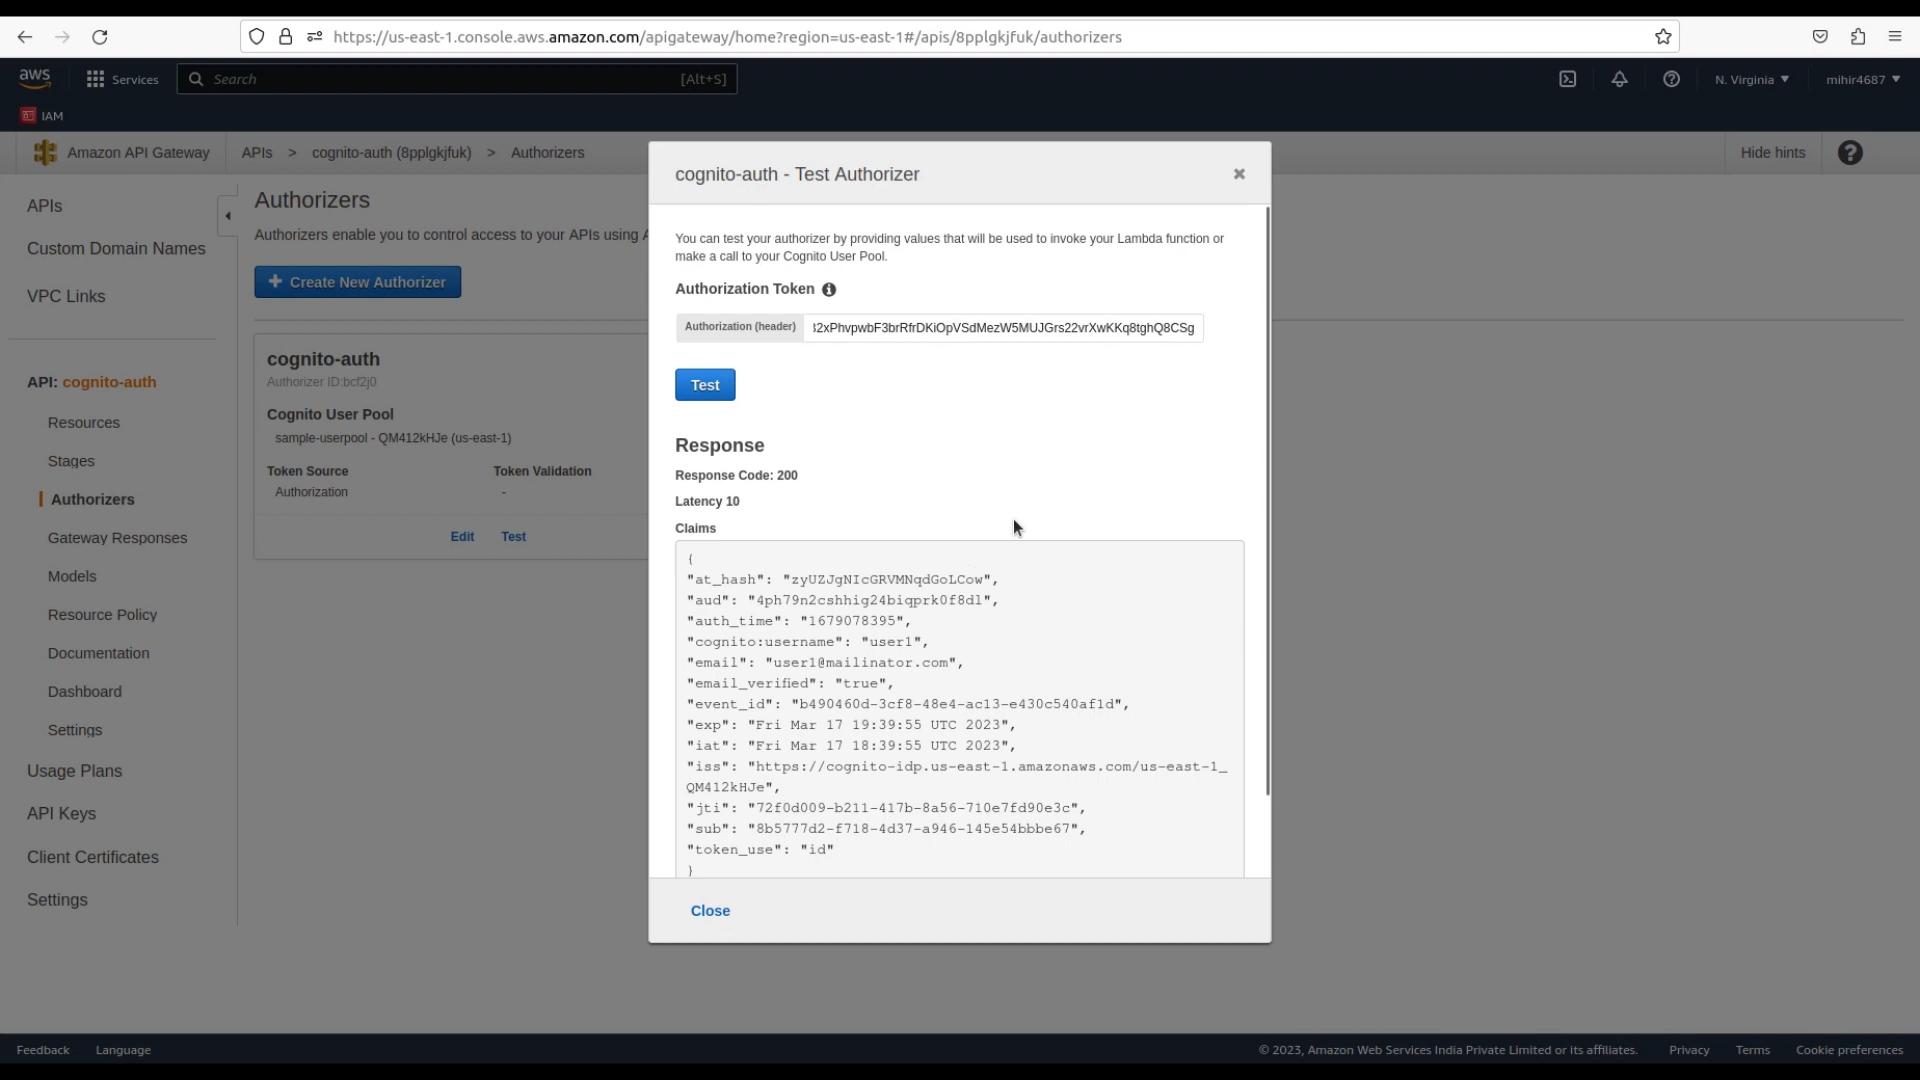 https://us-east-1.console.aws.amazon.com/apigateway/home?region=us-east-1#/apis/8pplgkjfuk/authorizers
aws Services Search [Alt+S] N. Virginia mihir4687
IAM
Amazon API Gateway APIs > cognito-auth (8pplgkjfuk) > Authorizers Hide hints ?
APIs
Custom Domain Names
VPC Links
API: cognito-auth
Resources
Stages
Authorizers
Gateway Responses
Models
Resource Policy
Documentation
Dashboard
Settings
Usage Plans
API Keys
Client Certificates
Settings
Authorizers
Authorizers enable you to control access to your APIs using
+ Create New Authorizer
cognito-auth
Authorizer ID:bcf2j0
Cognito User Pool
sample-userpool - QM412kHJe (us-east-1)
Token Source Token Validation
Authorization -
Edit Test
cognito-auth - Test Authorizer
You can test your authorizer by providing values that will be used to invoke your Lambda function or
make a call to your Cognito User Pool.
Authorization Token
Authorization (header) 2xPhvpwbF3brRfrDKiOpVSdMezW5MUJGrs22vrXwKKq8tghQ8CSg
Test
Response
Response Code: 200
Latency 10
Claims
{
"at_hash": "zyUZJgNIcGRVMNqdGoLCow",
"aud": "4ph79n2cshhig24biqprk0f8dl",
"auth_time": "1679078395",
"cognito:username": "user1",
"email": "user1@mailinator.com",
"email_verified": "true",
"event_id": "b490460d-3cf8-48e4-ac13-e430c540af1d",
"exp": "Fri Mar 17 19:39:55 UTC 2023",
"iat": "Fri Mar 17 18:39:55 UTC 2023",
"iss": "https://cognito-idp.us-east-1.amazonaws.com/us-east-1_
QM412kHJe",
"jti": "72f0d009-b211-417b-8a56-710e7fd90e3c",
"sub": "8b5777d2-f718-4d37-a946-145e54bbbe67",
"token_use": "id"
}
Close
Feedback Language © 2023, Amazon Web Services India Private Limited or its affiliates. Privacy Terms Cookie preferences